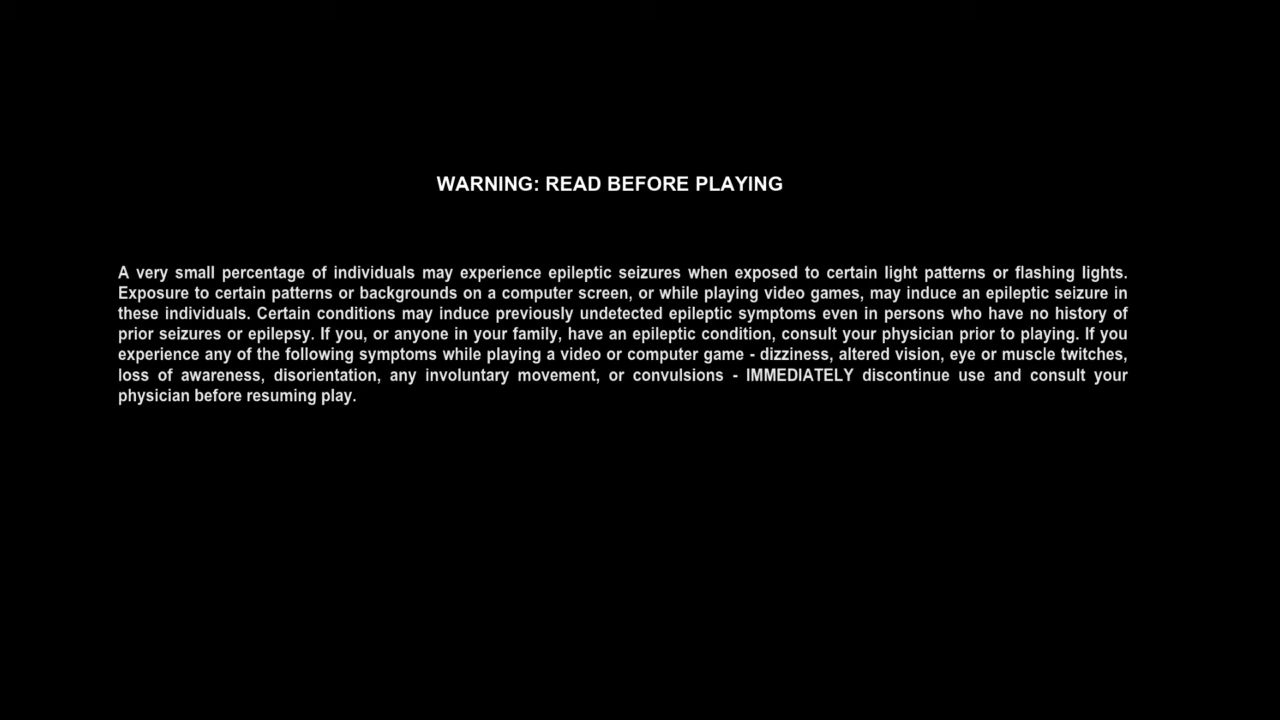 WARNING: READ BEFORE PLAYING
A very small percentage of individuals may experience epileptic seizures when exposed to certain light patterns or flashing lights.
Exposure to certain patterns or backgrounds on a computer screen, or while playing video games, may induce an epileptic seizure in
these individuals. Certain conditions may induce previously undetected epileptic symptoms even in persons who have no history of
prior seizures or epilepsy. If you, or anyone in your family, have an epileptic condition, consult your physician prior to playing. If you
experience any of the following symptoms while playing a video or computer game - dizziness, altered vision, eye or muscle twitches,
loss of awareness, disorientation, any involuntary movement, or convulsions - IMMEDIATELY discontinue use and consult your
physician before resuming play.